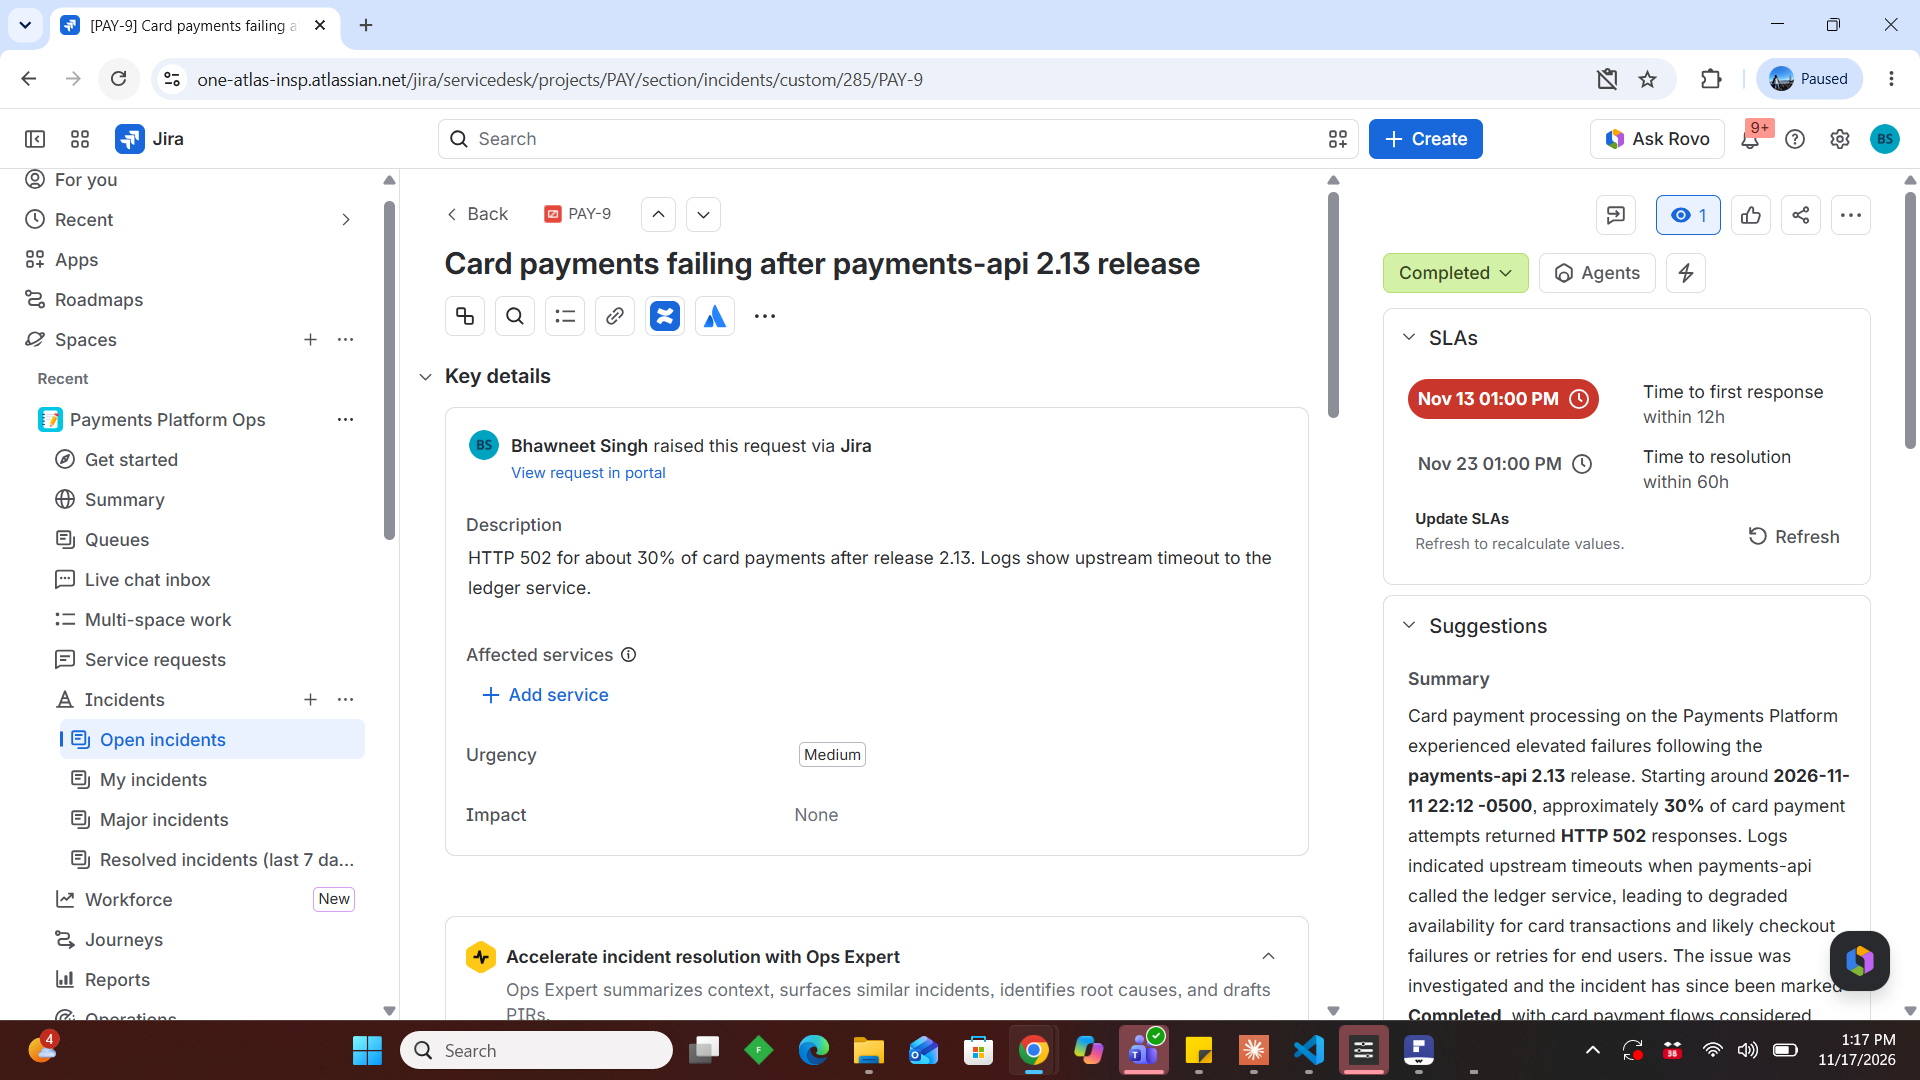 [PAY-9] Card payments failing a
one-atlas-insp.atlassian.net/jira/servicedesk/projects/PAY/section/incidents/custom/285/PAY-9
Paused
Jira
Search
Create
Ask Rovo
9+
BS
For you
Recent
Apps
Roadmaps
Spaces
Recent
Payments Platform Ops
Get started
Summary
Queues
Live chat inbox
Multi-space work
Service requests
Incidents
Open incidents
My incidents
Major incidents
Resolved incidents (last 7 da...
Workforce
New
Journeys
Reports
Operations
Back
PAY-9
Card payments failing after payments-api 2.13 release
Key details
BS
Bhawneet Singh raised this request via Jira
View request in portal
Description
HTTP 502 for about 30% of card payments after release 2.13. Logs show upstream timeout to the
ledger service.
Affected services
Add service
Urgency
Medium
Impact
None
Accelerate incident resolution with Ops Expert
Ops Expert summarizes context, surfaces similar incidents, identifies root causes, and drafts
PIRs.
1
Completed
Agents
SLAs
Nov 13 01:00 PM
Time to first response
within 12h
Nov 23 01:00 PM
Time to resolution
within 60h
Update SLAs
Refresh to recalculate values.
Refresh
Suggestions
Summary
Card payment processing on the Payments Platform
experienced elevated failures following the
payments-api 2.13 release. Starting around 2026-11-
11 22:12 -0500, approximately 30% of card payment
attempts returned HTTP 502 responses. Logs
indicated upstream timeouts when payments-api
called the ledger service, leading to degraded
availability for card transactions and likely checkout
failures or retries for end users. The issue was
investigated and the incident has since been marked
Completed, with card payment flows considered
4
Search
38
1:17 PM
11/17/2026